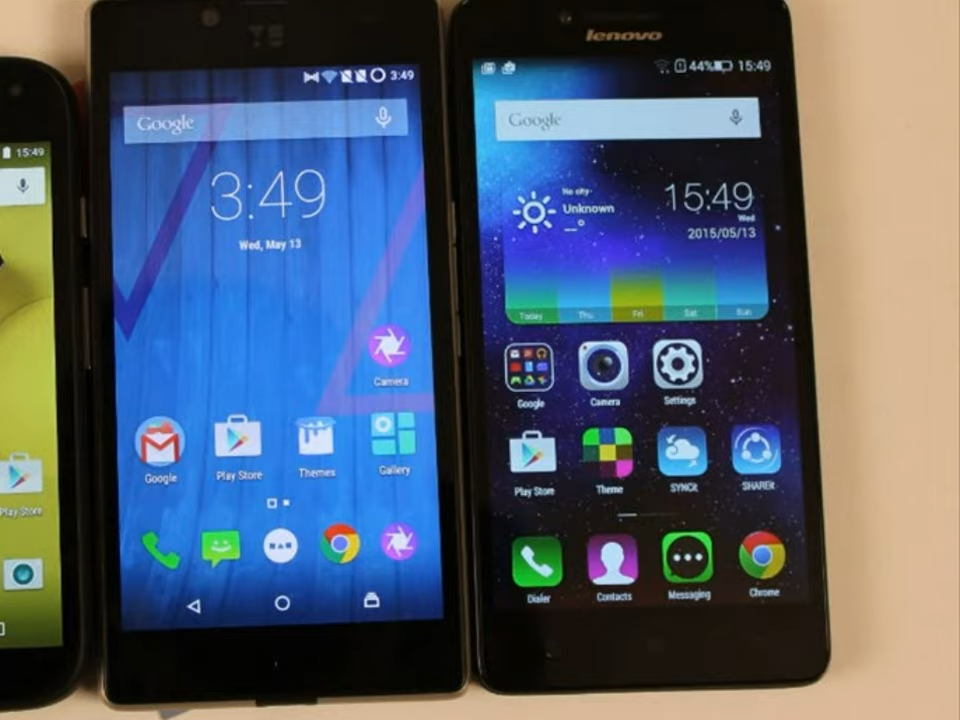 15:49
Play Store
YU
3:49
Google
3:49
Wed, May 13
Camera
Google
Play Store
Themes
Gallery
lenovo
44%
15:49
Google
No city
Unknown
15:49
Wed
2015/05/13
Today
Thu
Fri
Sat
Sun
Google
Camera
Settings
Play Store
Theme
SYNCit
SHAREit
Dialer
Contacts
Messaging
Chrome